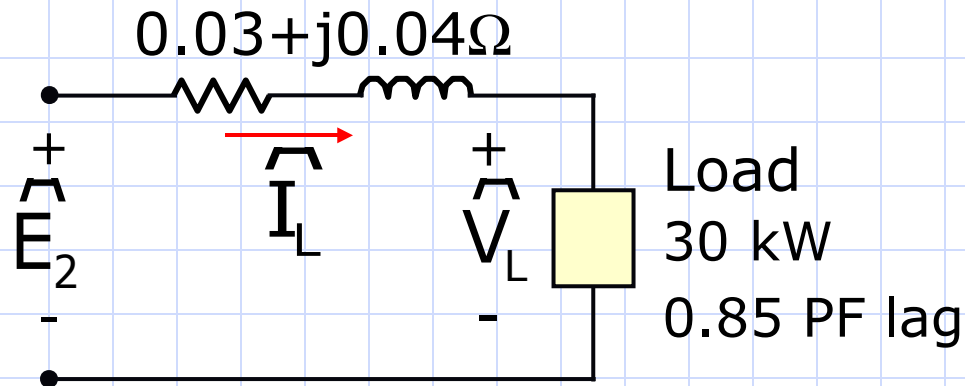 0.03+j0.04Ω
+
E2
-
IL
+
VL
-
Load
30 kW
0.85 PF lag